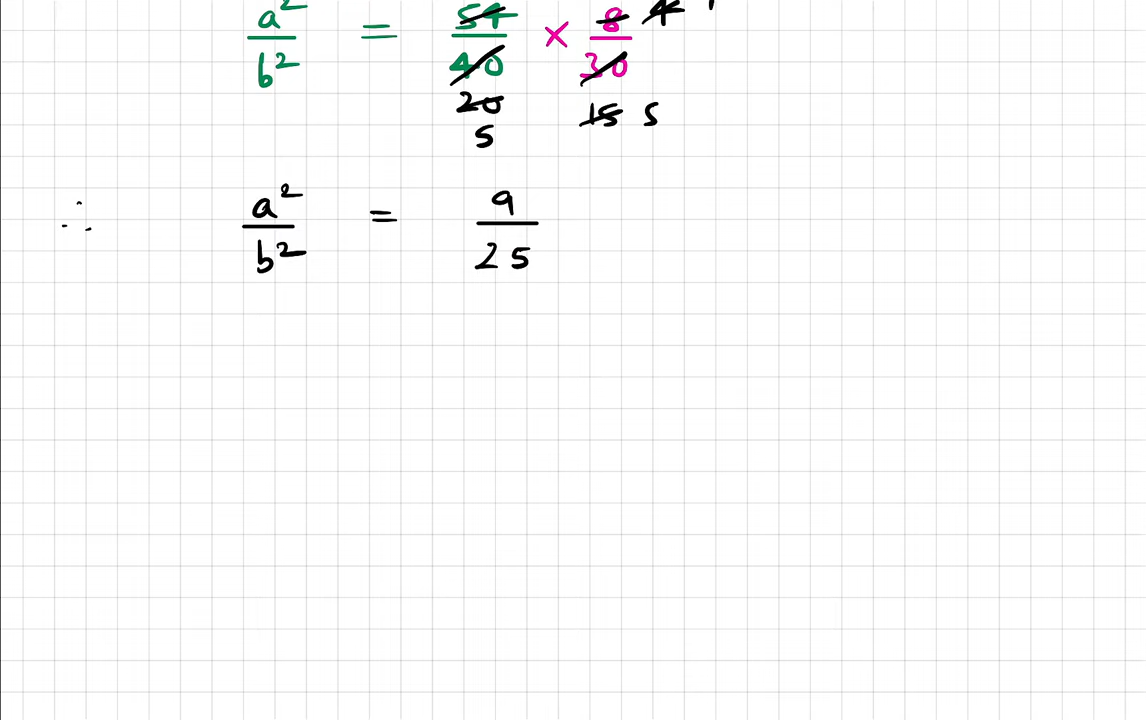 a² / b² = 54 / 40 × 8 / 30 4
20 15 5
5
∴ a² / b² = 9 / 25